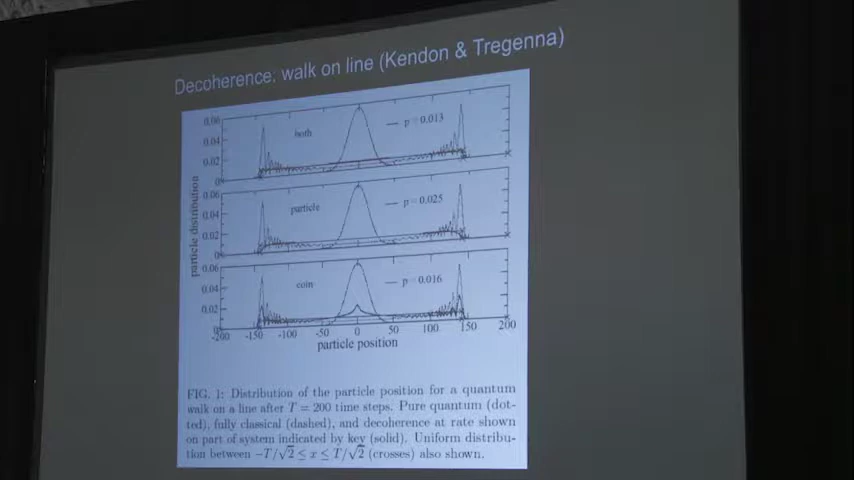 Decoherence: walk on line (Kendon & Tregenna)
0.06
0.04
0.02
0
both
p = 0.013
0.06
0.04
0.02
0
particle
p = 0.025
0.06
0.04
0.02
0
coin
p = 0.016
particle distribution
-200 -150 -100 -50 0 50 100 150 200
particle position
FIG. 1: Distribution of the particle position for a quantum
walk on a line after T = 200 time steps. Pure quantum (dot-
ted), fully classical (dashed), and decoherence at rate shown
on part of system indicated by key (solid). Uniform distribu-
tion between −T/√2 ≤ x ≤ T/√2 (crosses) also shown.